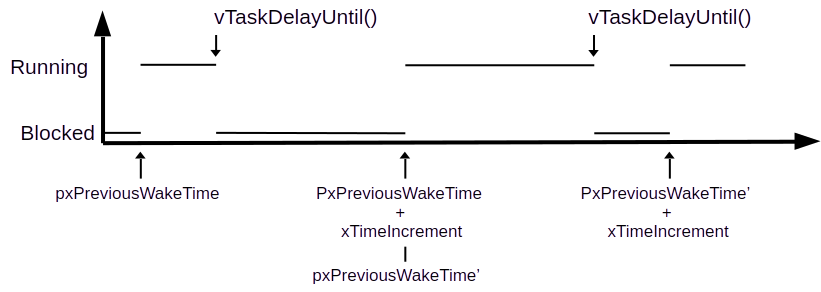 vTaskDelayUntil()
vTaskDelayUntil()
Running
Blocked
pxPreviousWakeTime
PxPreviousWakeTime
+
xTimeIncrement
pxPreviousWakeTime’
PxPreviousWakeTime’
+
xTimeIncrement